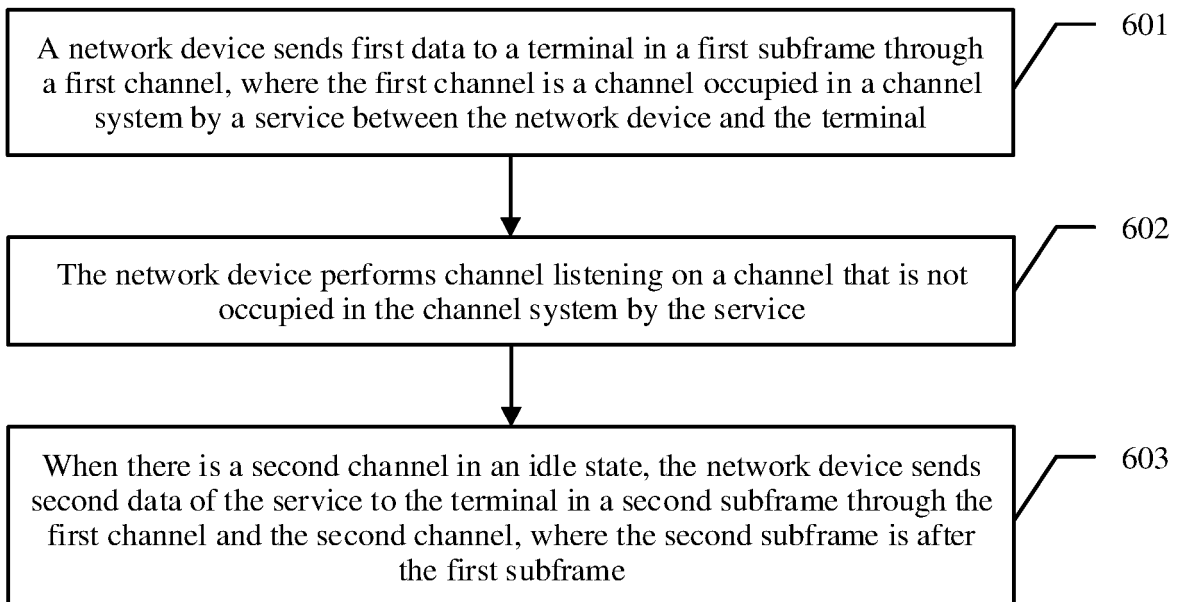 A network device sends first data to a terminal in a first subframe through
a first channel, where the first channel is a channel occupied in a channel
system by a service between the network device and the terminal
601
The network device performs channel listening on a channel that is not
occupied in the channel system by the service
602
When there is a second channel in an idle state, the network device sends
second data of the service to the terminal in a second subframe through the
first channel and the second channel, where the second subframe is after
the first subframe
603